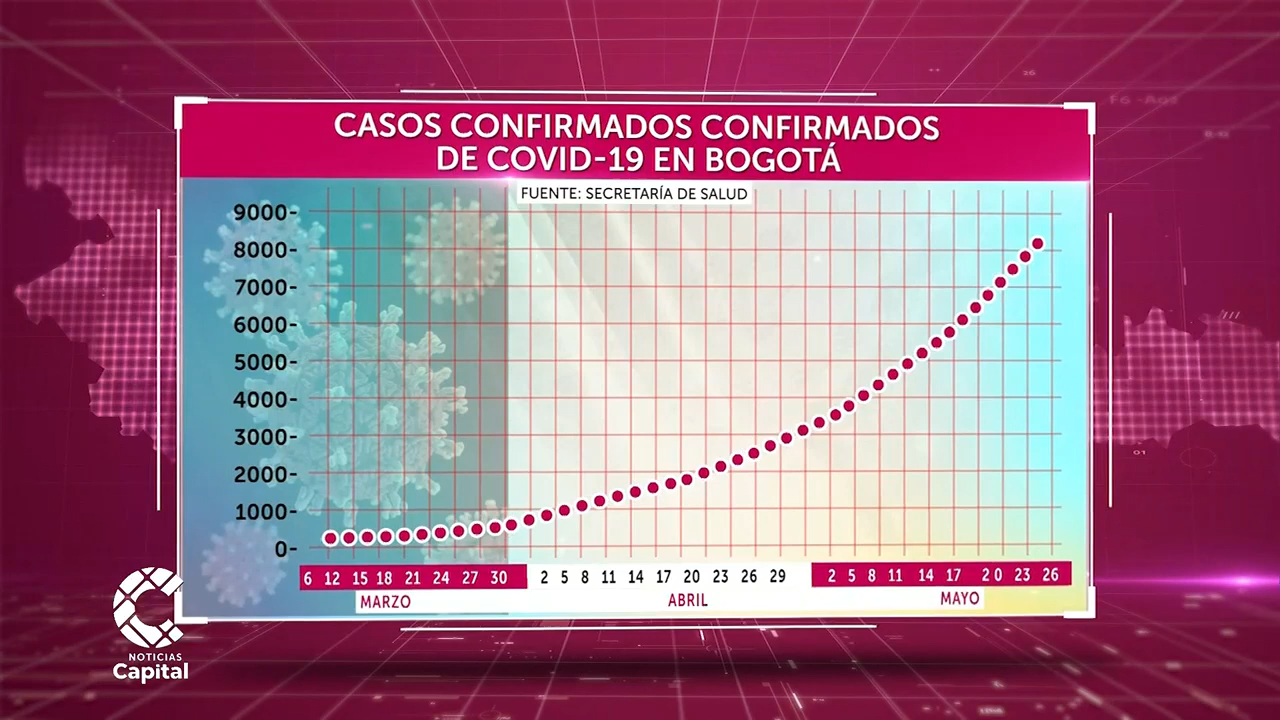 CASOS CONFIRMADOS CONFIRMADOS
DE COVID-19 EN BOGOTÁ
FUENTE: SECRETARÍA DE SALUD
9000-
8000-
7000-
6000-
5000-
4000-
3000-
2000-
1000-
0-
6 12 15 18 21 24 27 30 2 5 8 11 14 17 20 23 26 29 2 5 8 11 14 17 20 23 26
MARZO ABRIL MAYO
NOTICIAS
Capital
26
01